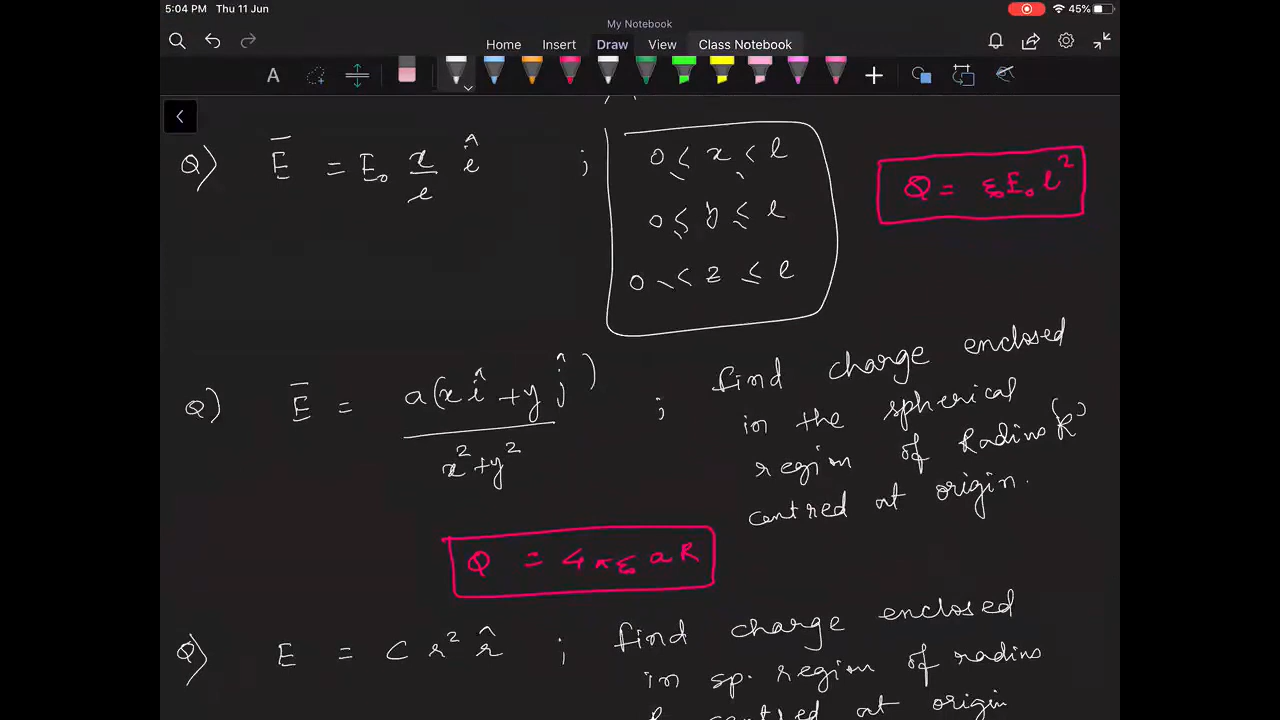 5:04 PM Thu 11 Jun
45%
My Notebook
Home Insert Draw View Class Notebook
A
Q) E̅ = E₀ x/l î ; 0 ≤ x ≤ l
0 ≤ y ≤ l
0 ≤ z ≤ l
Q = ε₀E₀l²
Q) E̅ = a(xî + yĵ)/x²+y² ; find charge enclosed
in the spherical
region of Radius 'R'
centred at origin.
Q = 4πε₀aR
Q) E = C r² r̂ ; find charge enclosed
in sp. region of radius
R centred at origin